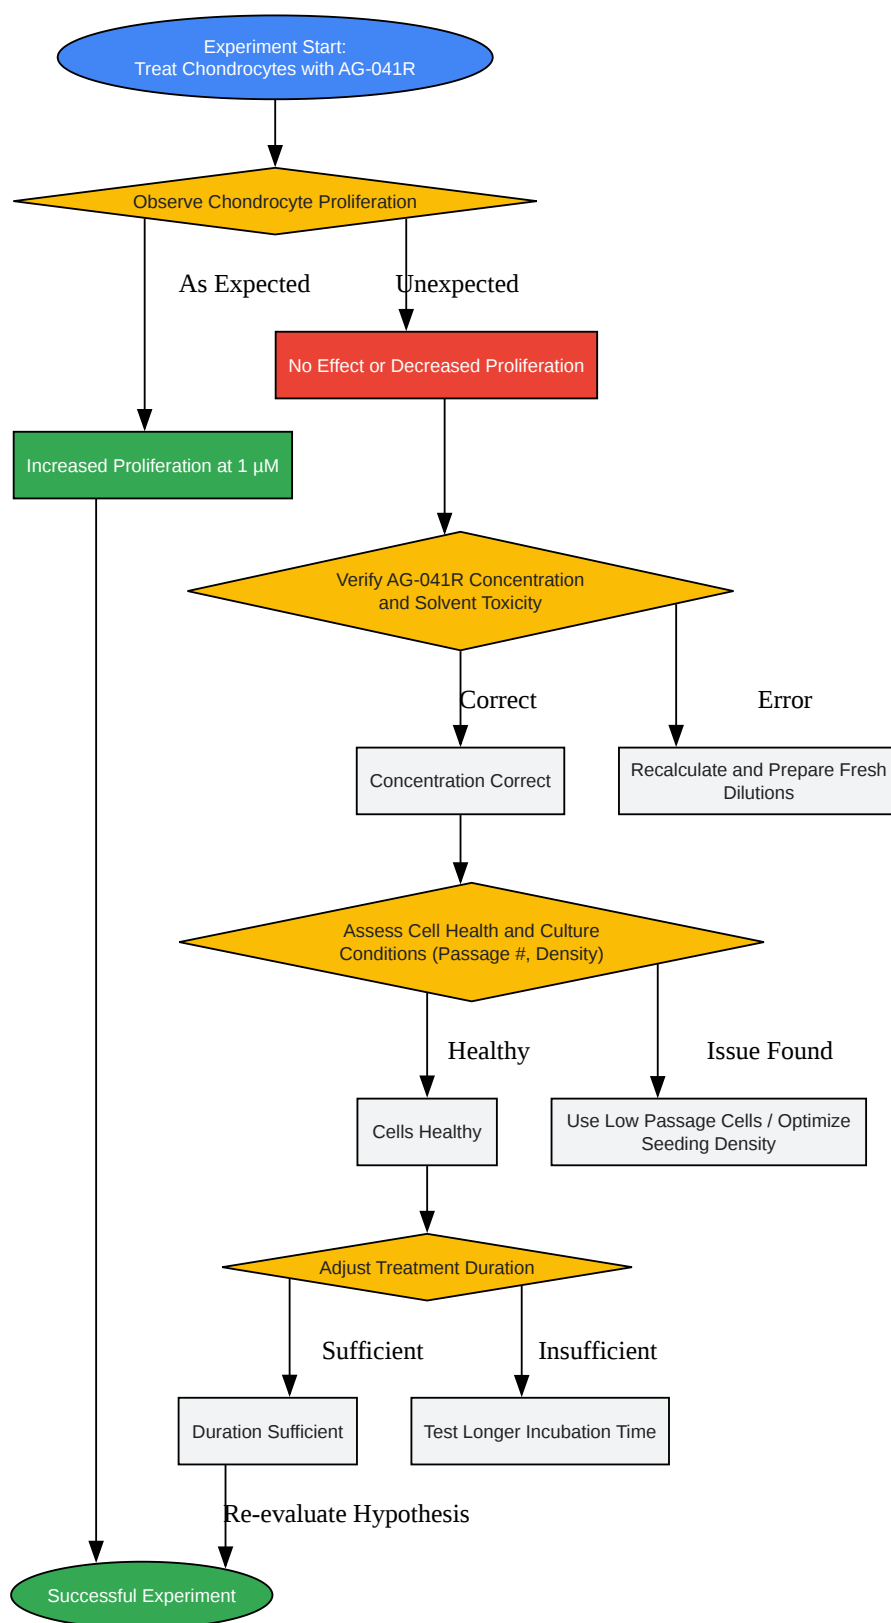 Experiment Start:
Treat Chondrocytes with AG-041R
Observe Chondrocyte Proliferation
As Expected
Unexpected
No Effect or Decreased Proliferation
Increased Proliferation at 1 µM
Verify AG-041R Concentration
and Solvent Toxicity
Correct
Error
Concentration Correct
Recalculate and Prepare Fresh
Dilutions
Assess Cell Health and Culture
Conditions (Passage #, Density)
Healthy
Issue Found
Cells Healthy
Use Low Passage Cells / Optimize
Seeding Density
Adjust Treatment Duration
Sufficient
Insufficient
Duration Sufficient
Test Longer Incubation Time
Re-evaluate Hypothesis
Successful Experiment